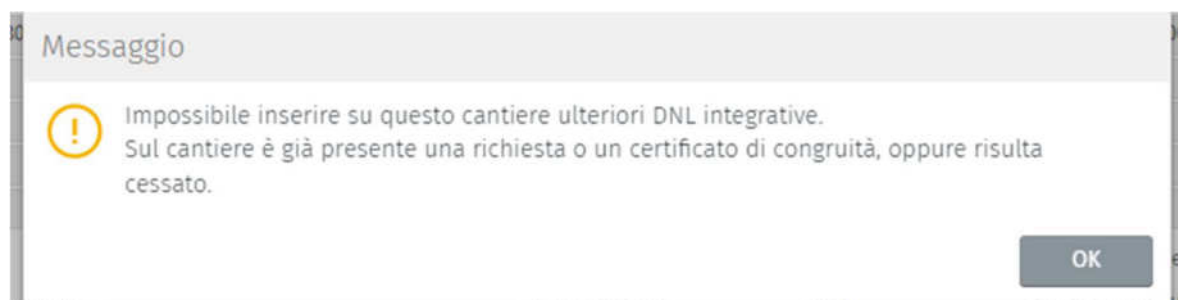 Messaggio
Impossibile inserire su questo cantiere ulteriori DNL integrative.
Sul cantiere è già presente una richiesta o un certificato di congruità, oppure risulta
cessato.
OK